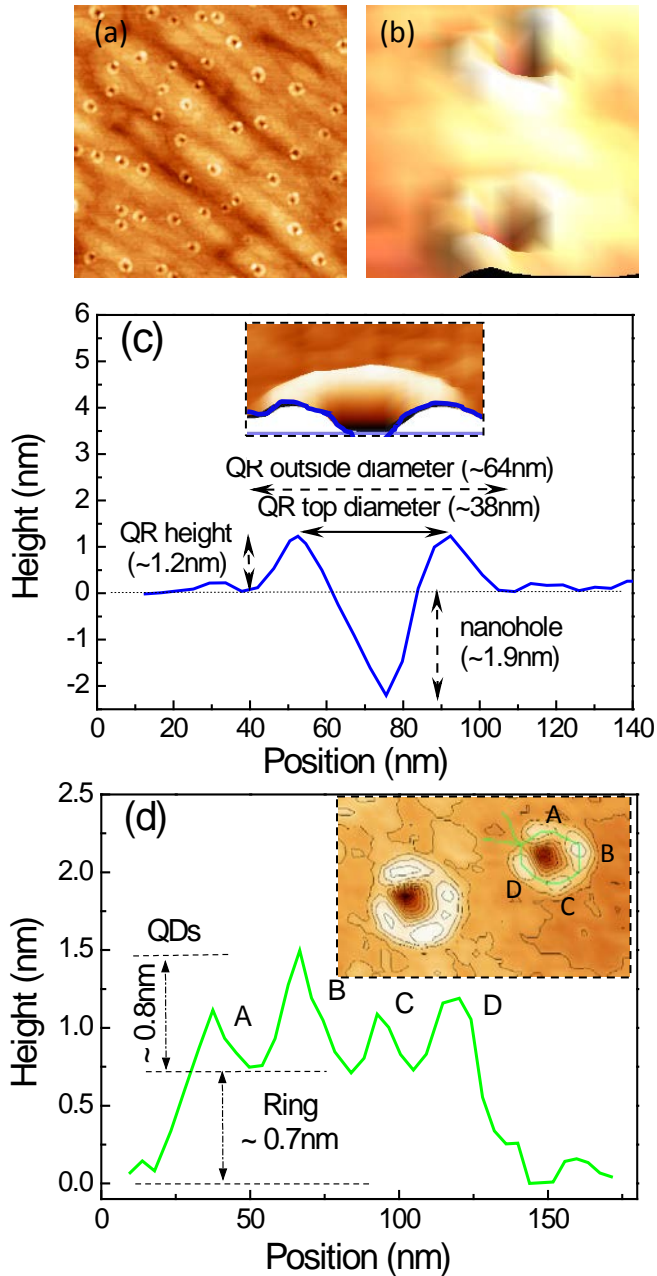 (a)
(b)
(c)
6
5
4
3
2
1
0
-1
-2
Height (nm)
QR outside diameter (~64nm)
QR top diameter (~38nm)
QR height
(~1.2nm)
nanohole
(~1.9nm)
0 20 40 60 80 100 120 140
Position (nm)
(d)
2.5
2.0
1.5
1.0
0.5
0.0
Height (nm)
A
B
C
D
QDs
~ 0.8nm
A
B
C
D
Ring
~ 0.7nm
0 50 100 150
Position (nm)